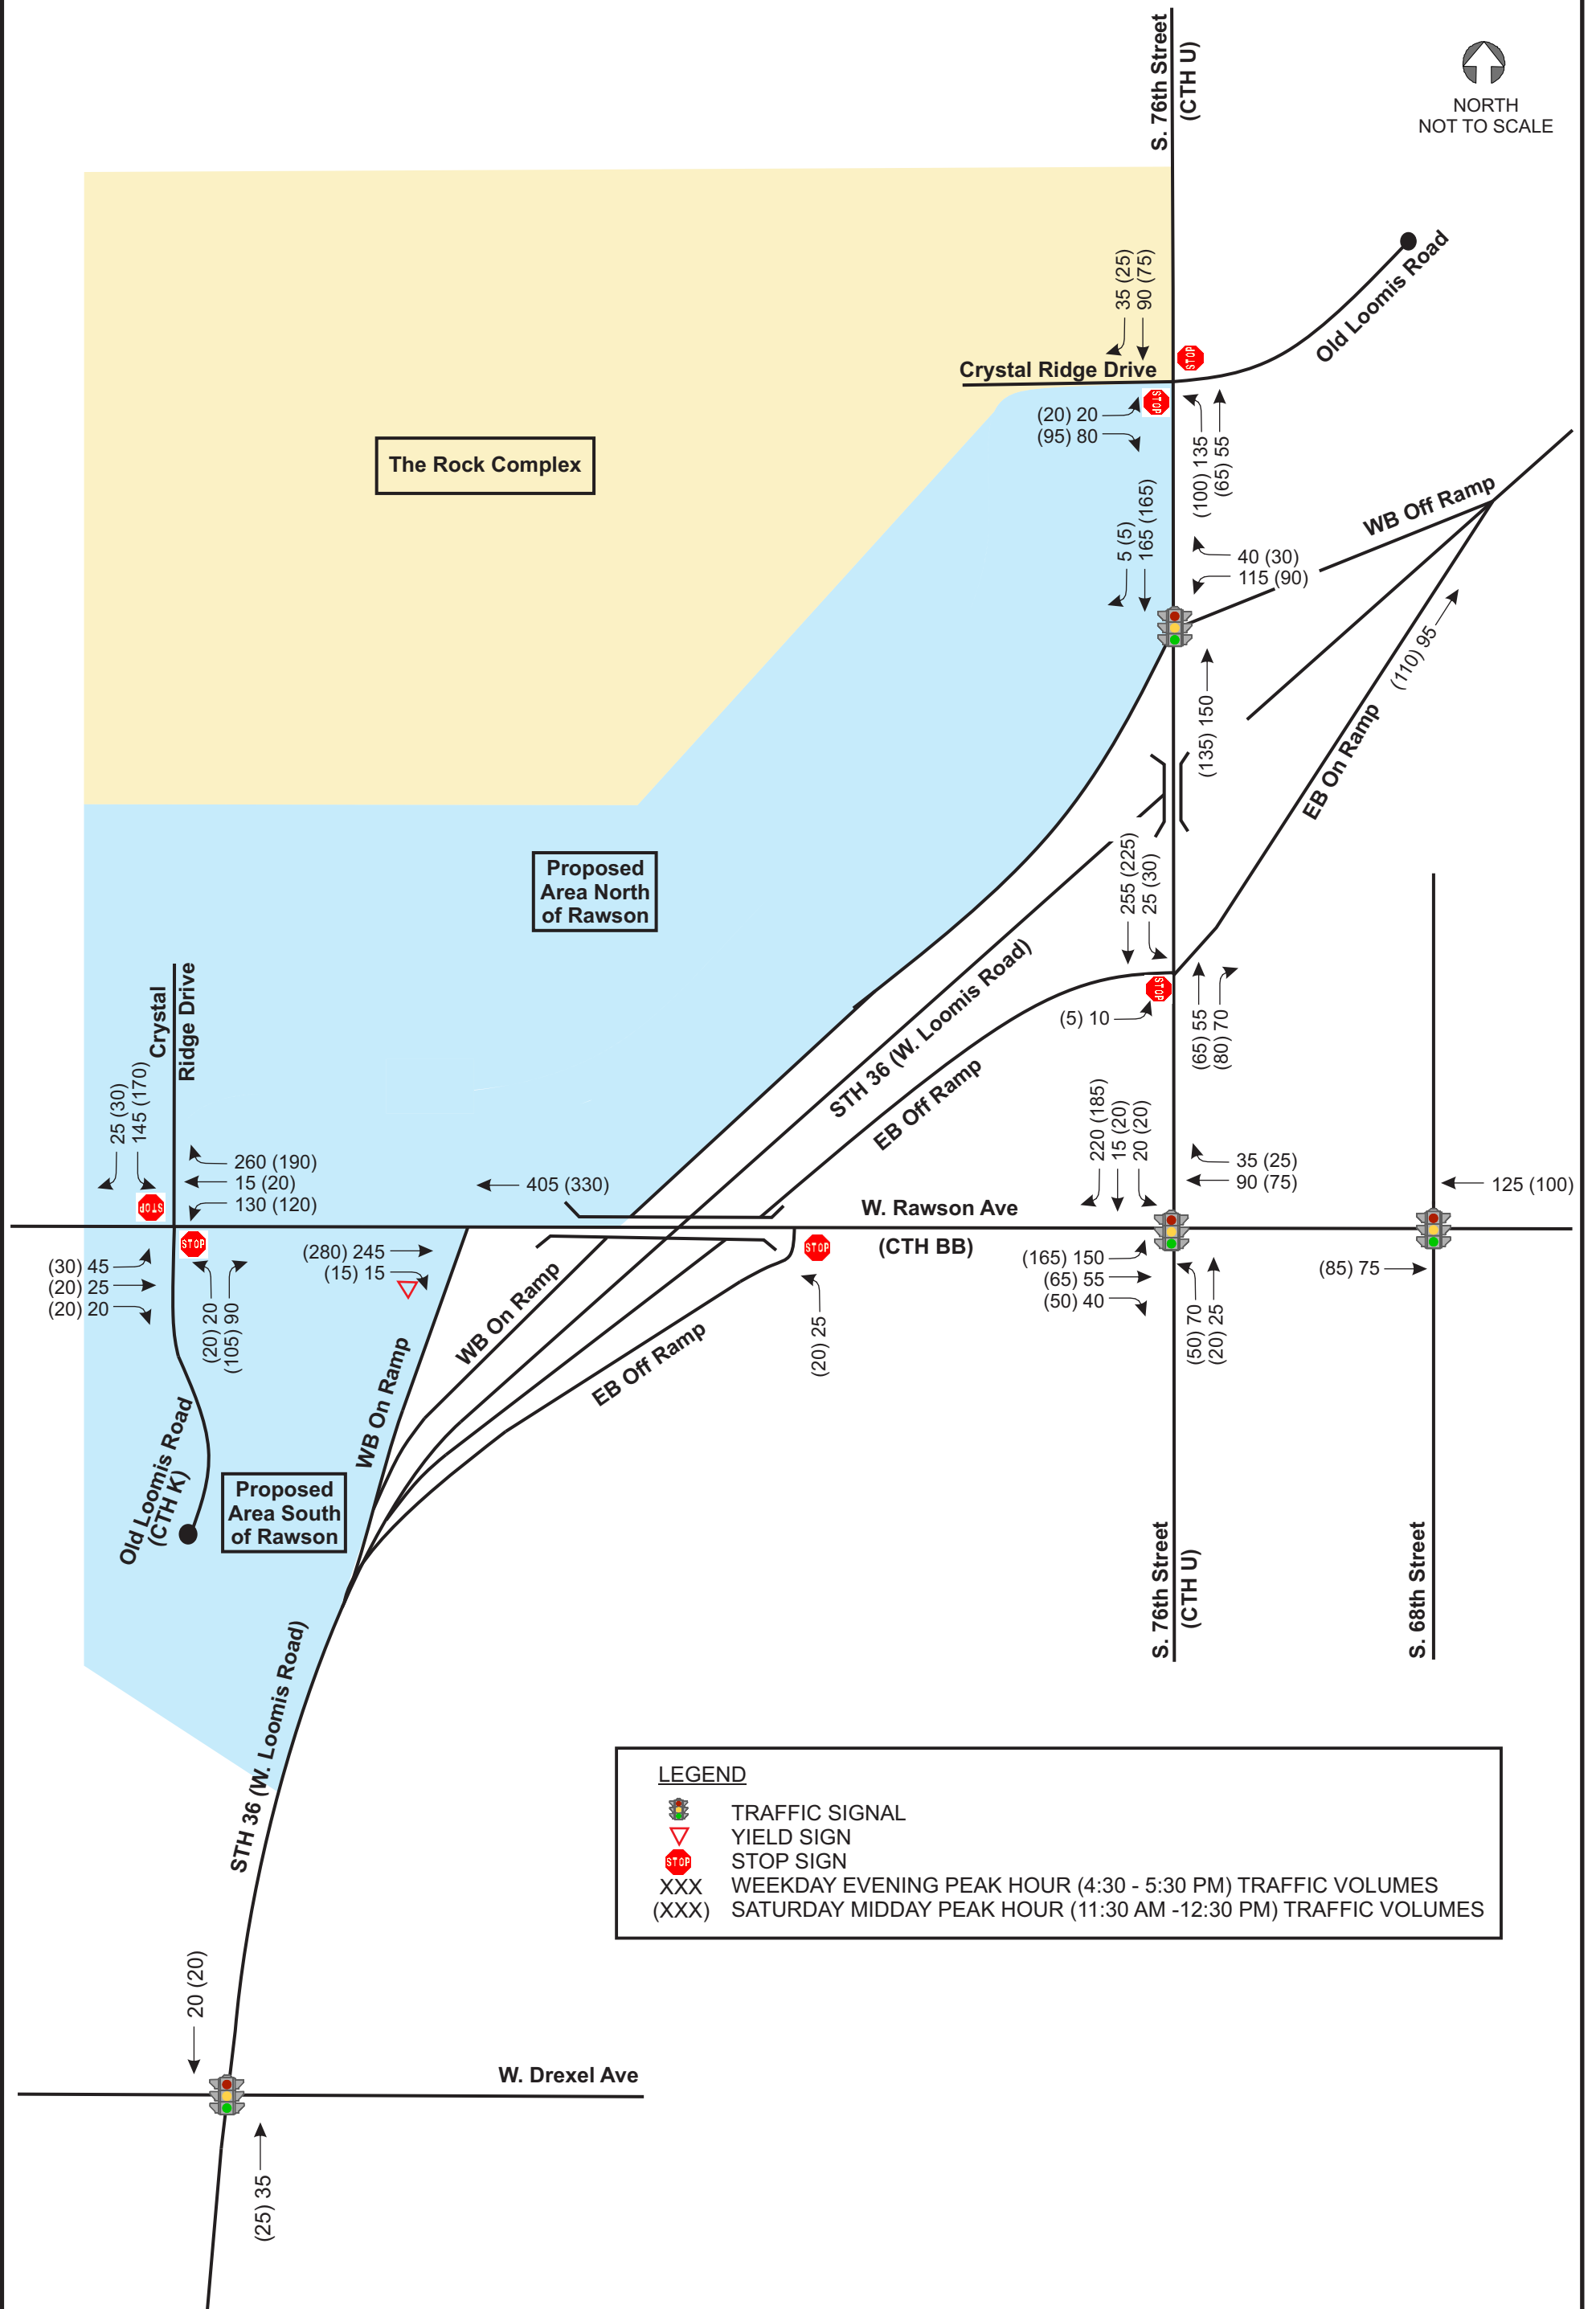 S. 76th Street
(CTH U)
NORTH
NOT TO SCALE
Old Loomis Road
35 (25)
90 (75)
Crystal Ridge Drive
STOP
STOP
(20) 20
(95) 80
(100) 135
(65) 55
The Rock Complex
WB Off Ramp
5 (5)
165 (165)
40 (30)
115 (90)
(110) 95
(135) 150
EB On Ramp
Proposed
Area North
of Rawson
255 (225)
25 (30)
STH 36 (W. Loomis Road)
STOP
(5) 10
(65) 55
(80) 70
EB Off Ramp
Crystal
Ridge Drive
25 (30)
145 (170)
260 (190)
15 (20)
130 (120)
STOP
405 (330)
220 (185)
15 (20)
20 (20)
35 (25)
90 (75)
125 (100)
W. Rawson Ave
(CTH BB)
STOP
(30) 45
(20) 25
(20) 20
(20) 20
(105) 90
(280) 245
(15) 15
STOP
(20) 25
(165) 150
(65) 55
(50) 40
(50) 70
(20) 25
(85) 75
WB On Ramp
WB On Ramp
EB Off Ramp
Old Loomis Road
(CTH K)
Proposed
Area South
of Rawson
S. 76th Street
(CTH U)
S. 68th Street
STH 36 (W. Loomis Road)
LEGEND
TRAFFIC SIGNAL
YIELD SIGN
STOP STOP SIGN
XXX WEEKDAY EVENING PEAK HOUR (4:30 - 5:30 PM) TRAFFIC VOLUMES
(XXX) SATURDAY MIDDAY PEAK HOUR (11:30 AM -12:30 PM) TRAFFIC VOLUMES
20 (20)
W. Drexel Ave
(25) 35